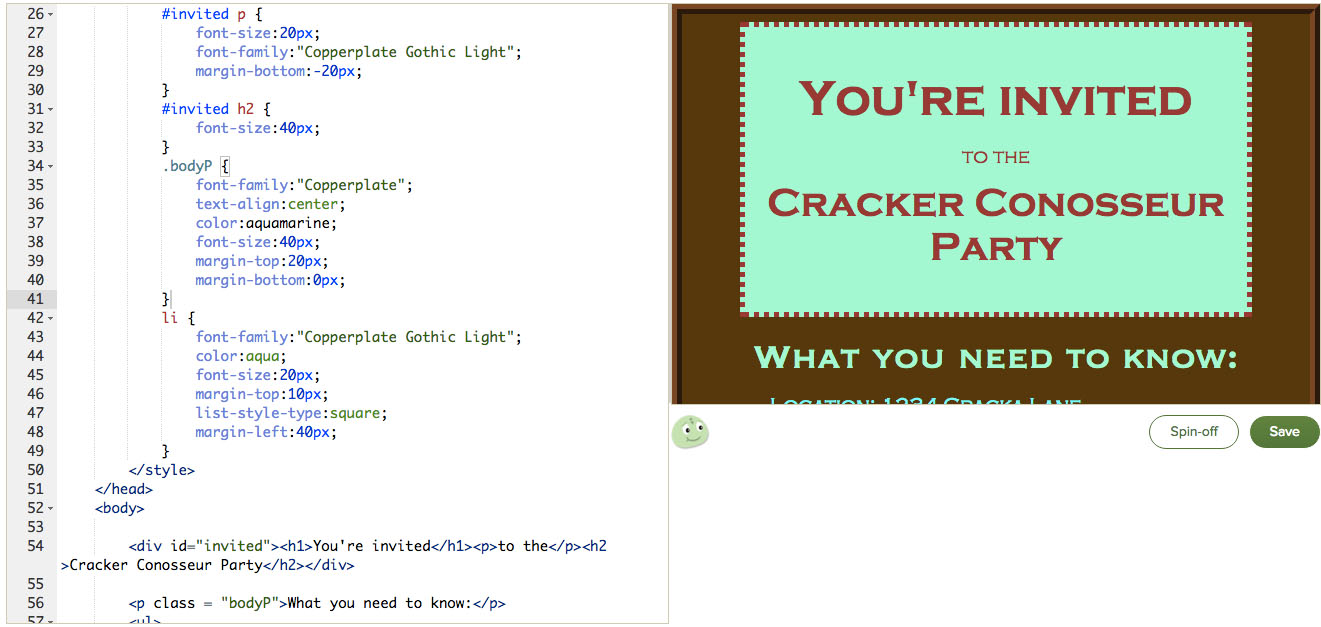 26 #invited p {
27 font-size:20px;
28 font-family:"Copperplate Gothic Light";
29 margin-bottom:-20px;
30 }
31 #invited h2 {
32 font-size:40px;
33 }
34 .bodyP {
35 font-family:"Copperplate";
36 text-align:center;
37 color:aquamarine;
38 font-size:40px;
39 margin-top:20px;
40 margin-bottom:0px;
41 }
42 li {
43 font-family:"Copperplate Gothic Light";
44 color:aqua;
45 font-size:20px;
46 margin-top:10px;
47 list-style-type:square;
48 margin-left:40px;
49 }
50 </style>
51 </head>
52 <body>
53
54 <div id="invited"><h1>You're invited</h1><p>to the</p><h2
>Cracker Conosseur Party</h2></div>
55
56 <p class = "bodyP">What you need to know:</p>
57 <ul>
You're invited
to the
Cracker Conosseur
Party
What you need to know:
Location: 1234 Cracka Lane
Spin-off
Save